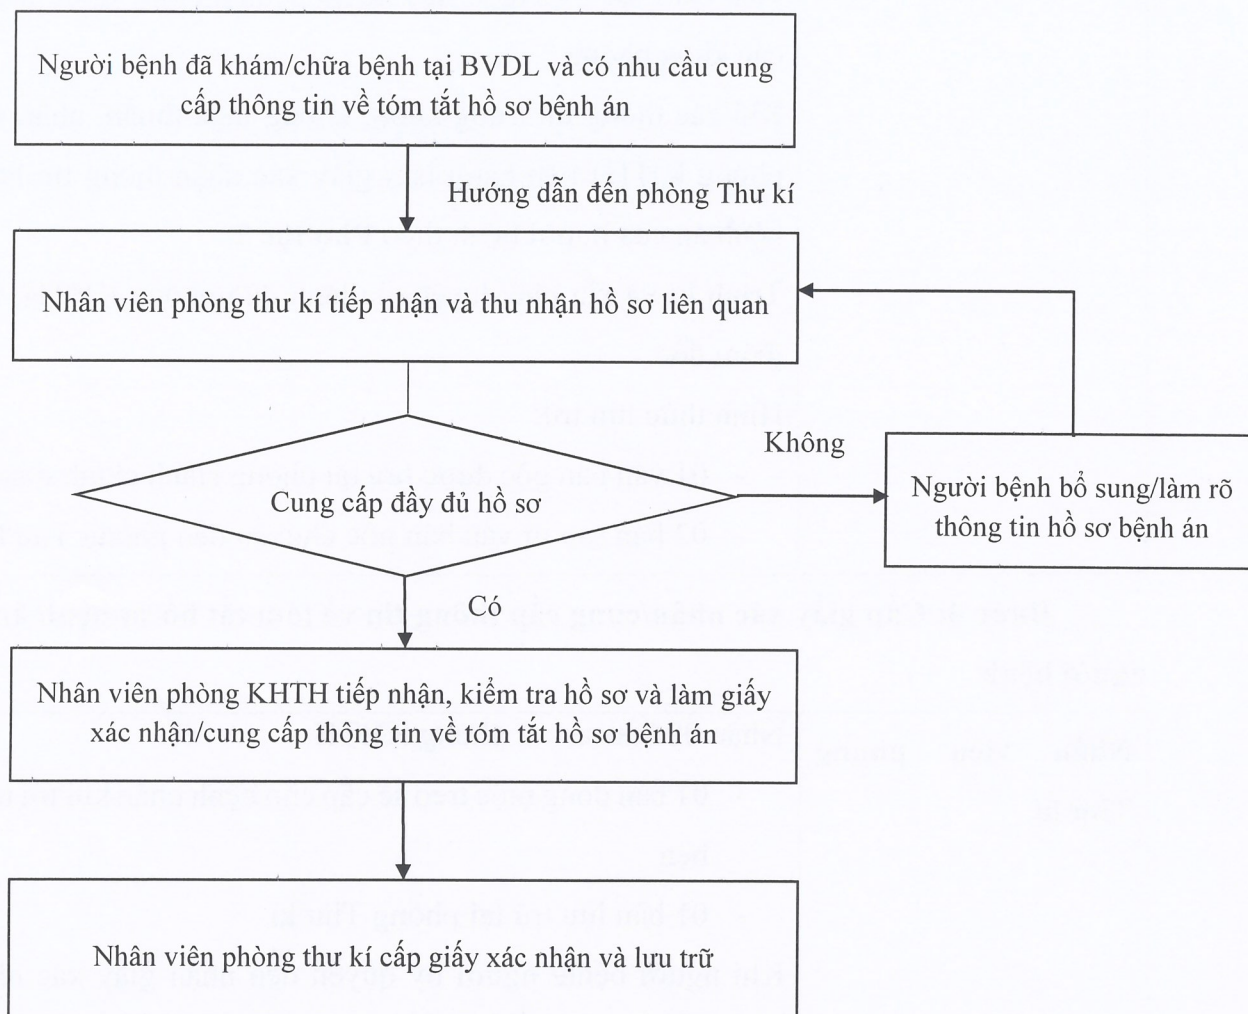 Người bệnh đã khám/chữa bệnh tại BVDL và có nhu cầu cung
cấp thông tin về tóm tắt hồ sơ bệnh án
Hướng dẫn đến phòng Thư kí
Nhân viên phòng thư kí tiếp nhận và thu nhận hồ sơ liên quan
Cung cấp đầy đủ hồ sơ
Không
Người bệnh bổ sung/làm rõ
thông tin hồ sơ bệnh án
Có
Nhân viên phòng KHTH tiếp nhận, kiểm tra hồ sơ và làm giấy
xác nhận/cung cấp thông tin về tóm tắt hồ sơ bệnh án
Nhân viên phòng thư kí cấp giấy xác nhận và lưu trữ